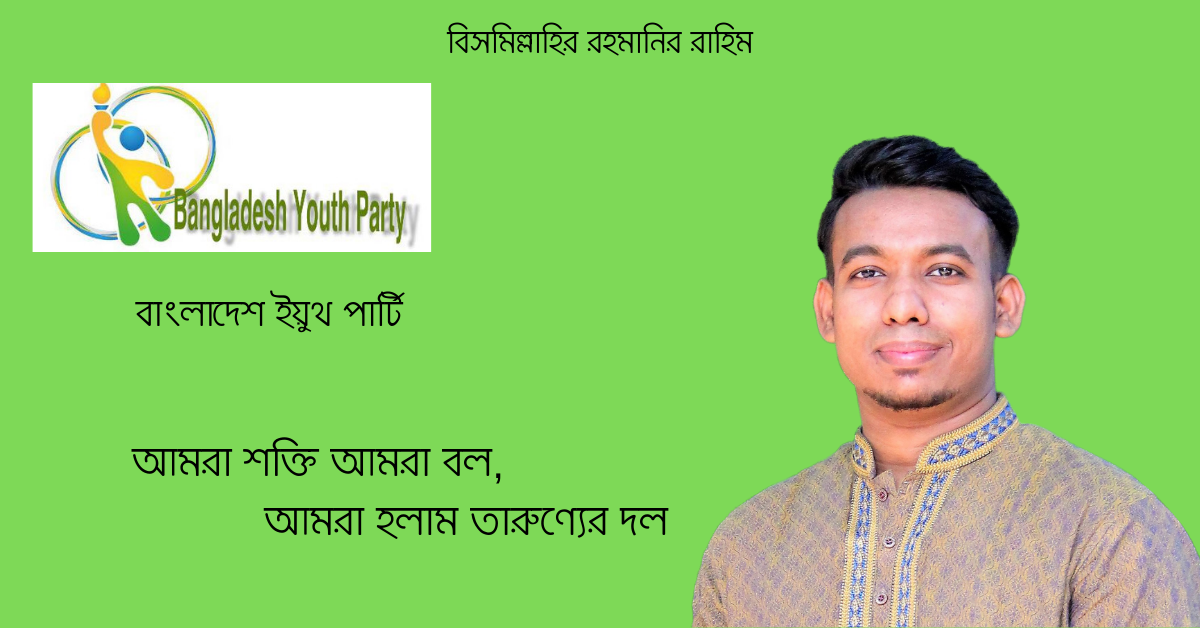 বিসমিল্লাহির রহমানির রাহিম
Bangladesh Youth Party
বাংলাদেশ ইয়ুথ পার্টি
আমরা শক্তি আমরা বল,
আমরা হলাম তারুণ্যের দল